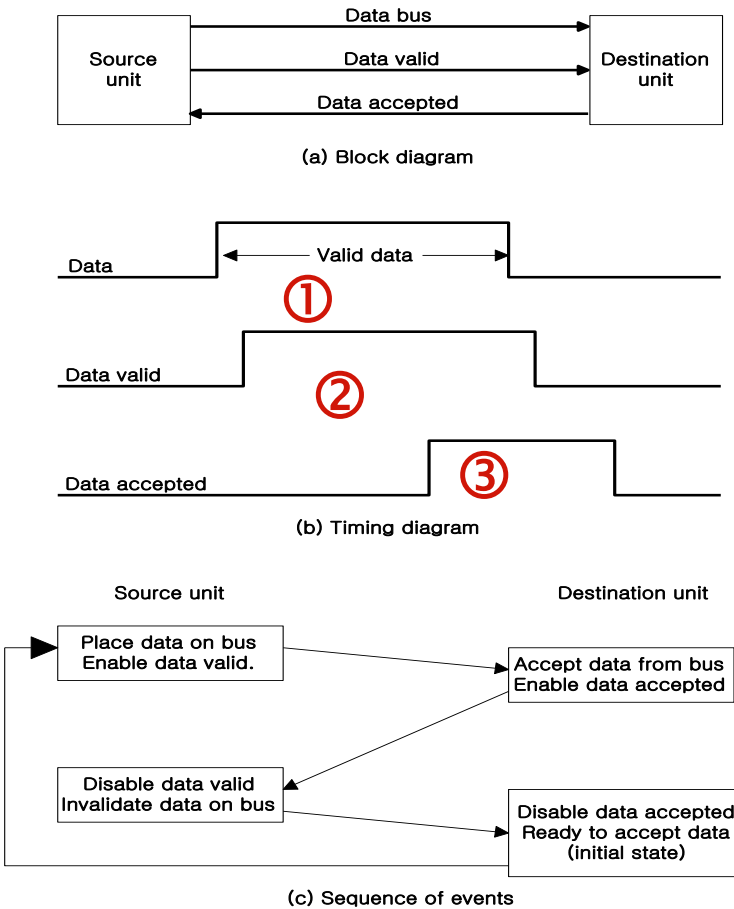 Data bus
Source
unit
Data valid
Destination
unit
Data accepted
(a) Block diagram
Data
Valid data
①
Data valid
②
Data accepted
③
(b) Timing diagram
Source unit
Destination unit
Place data on bus
Enable data valid.
Accept data from bus
Enable data accepted
Disable data valid
Invalidate data on bus
Disable data accepted
Ready to accept data
(initial state)
(c) Sequence of events